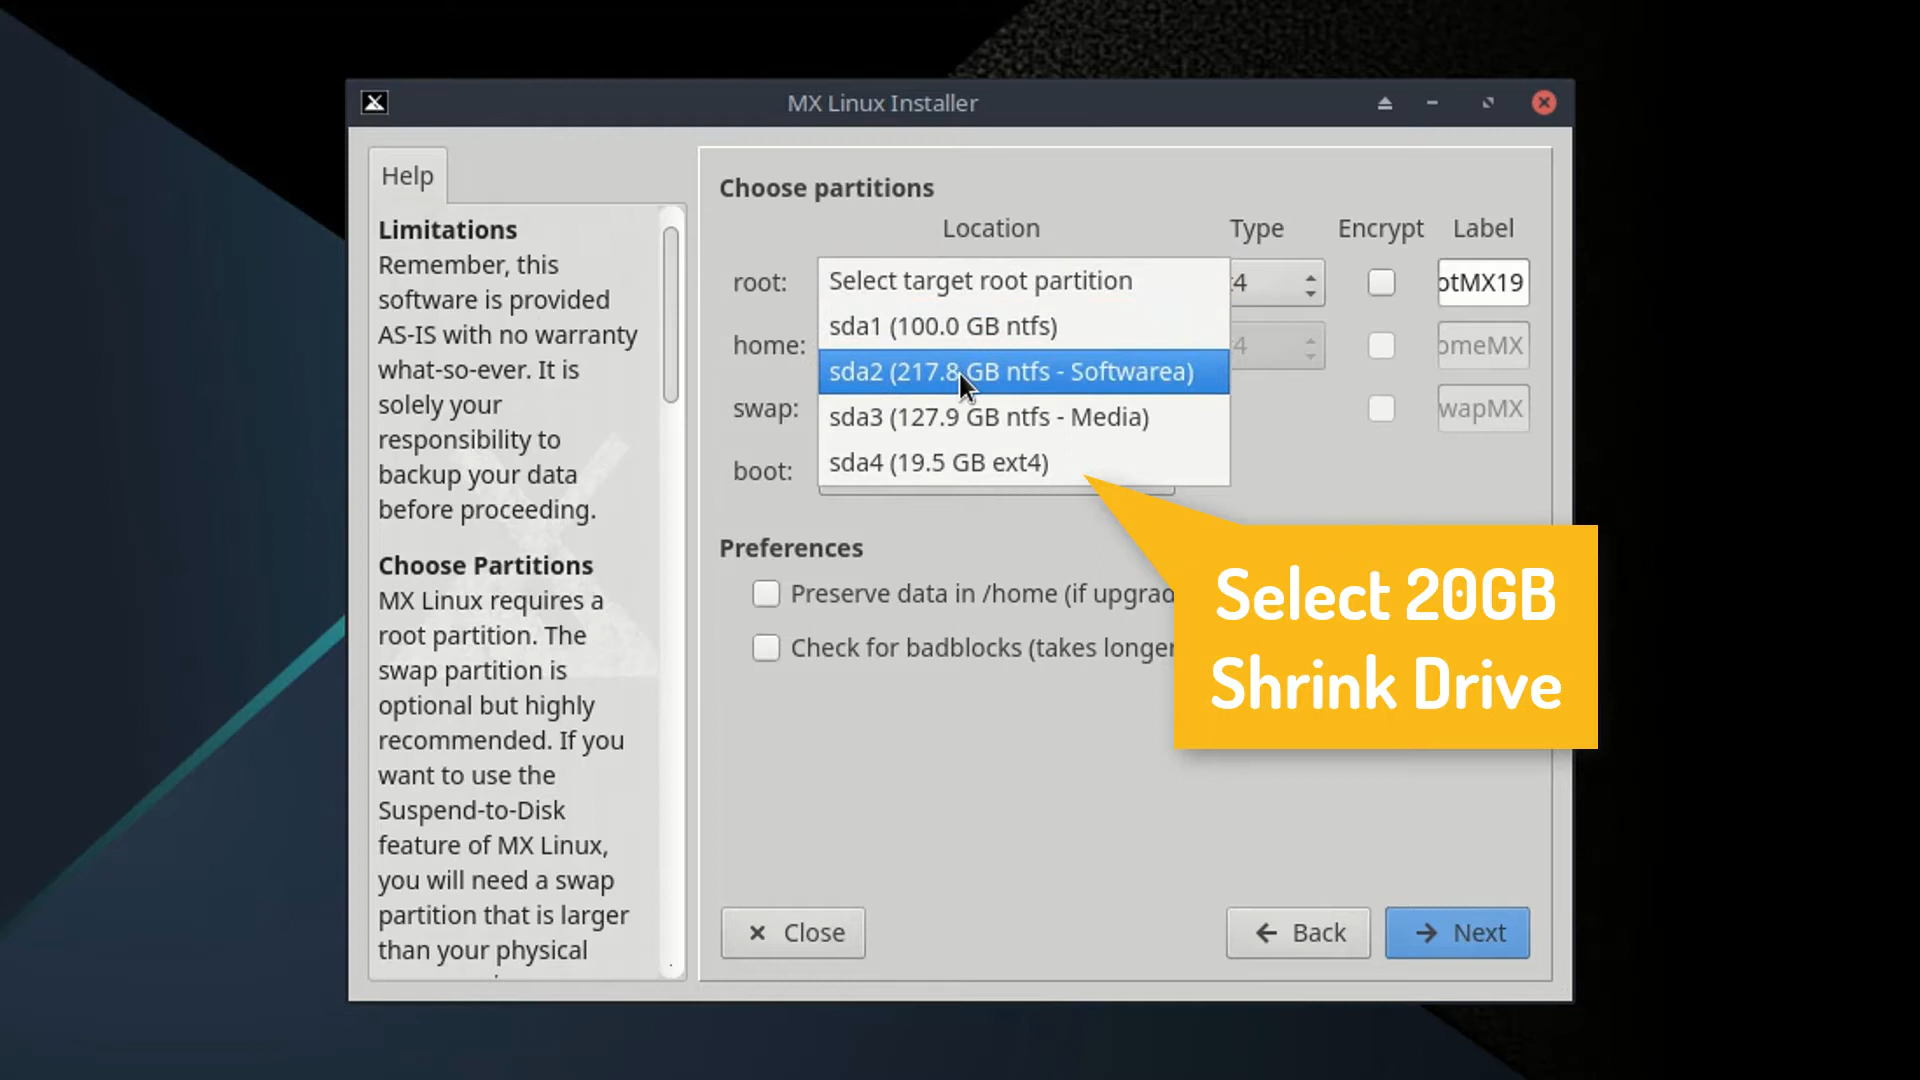 MX Linux Installer
Help
Limitations
Remember, this
software is provided
AS-IS with no warranty
what-so-ever. It is
solely your
responsibility to
backup your data
before proceeding.
Choose Partitions
MX Linux requires a
root partition. The
swap partition is
optional but highly
recommended. If you
want to use the
Suspend-to-Disk
feature of MX Linux,
you will need a swap
partition that is larger
than your physical
Choose partitions
Location Type Encrypt Label
root: Select target root partition t4 otMX19
sda1 (100.0 GB ntfs)
home: 4 omeMX
sda2 (217.8 GB ntfs - Softwarea)
swap: wapMX
sda3 (127.9 GB ntfs - Media)
boot: sda4 (19.5 GB ext4)
Preferences
Preserve data in /home (if upgrad
Check for badblocks (takes longer
Select 20GB
Shrink Drive
Close Back Next